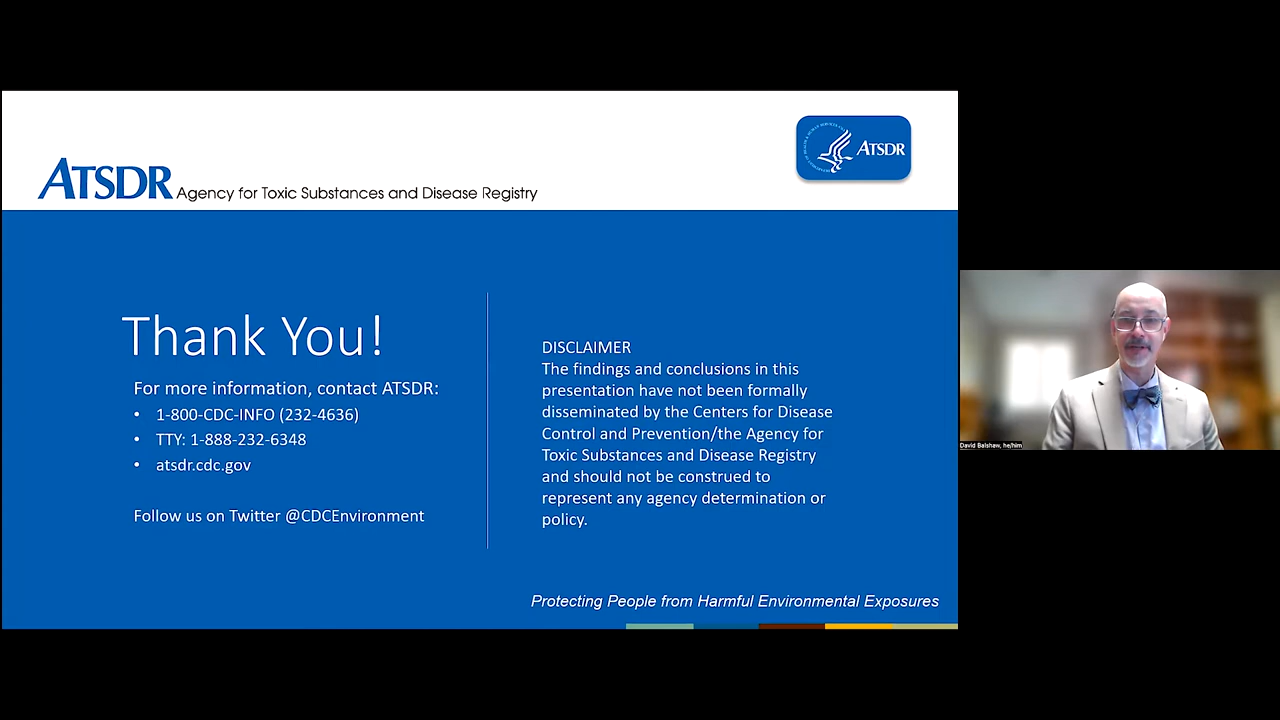 ATSDR Agency for Toxic Substances and Disease Registry
ATSDR
Thank You!
For more information, contact ATSDR:
• 1-800-CDC-INFO (232-4636)
• TTY: 1-888-232-6348
• atsdr.cdc.gov
Follow us on Twitter @CDCEnvironment
DISCLAIMER
The findings and conclusions in this
presentation have not been formally
disseminated by the Centers for Disease
Control and Prevention/the Agency for
Toxic Substances and Disease Registry
and should not be construed to
represent any agency determination or
policy.
Protecting People from Harmful Environmental Exposures
David Balshaw, he/him